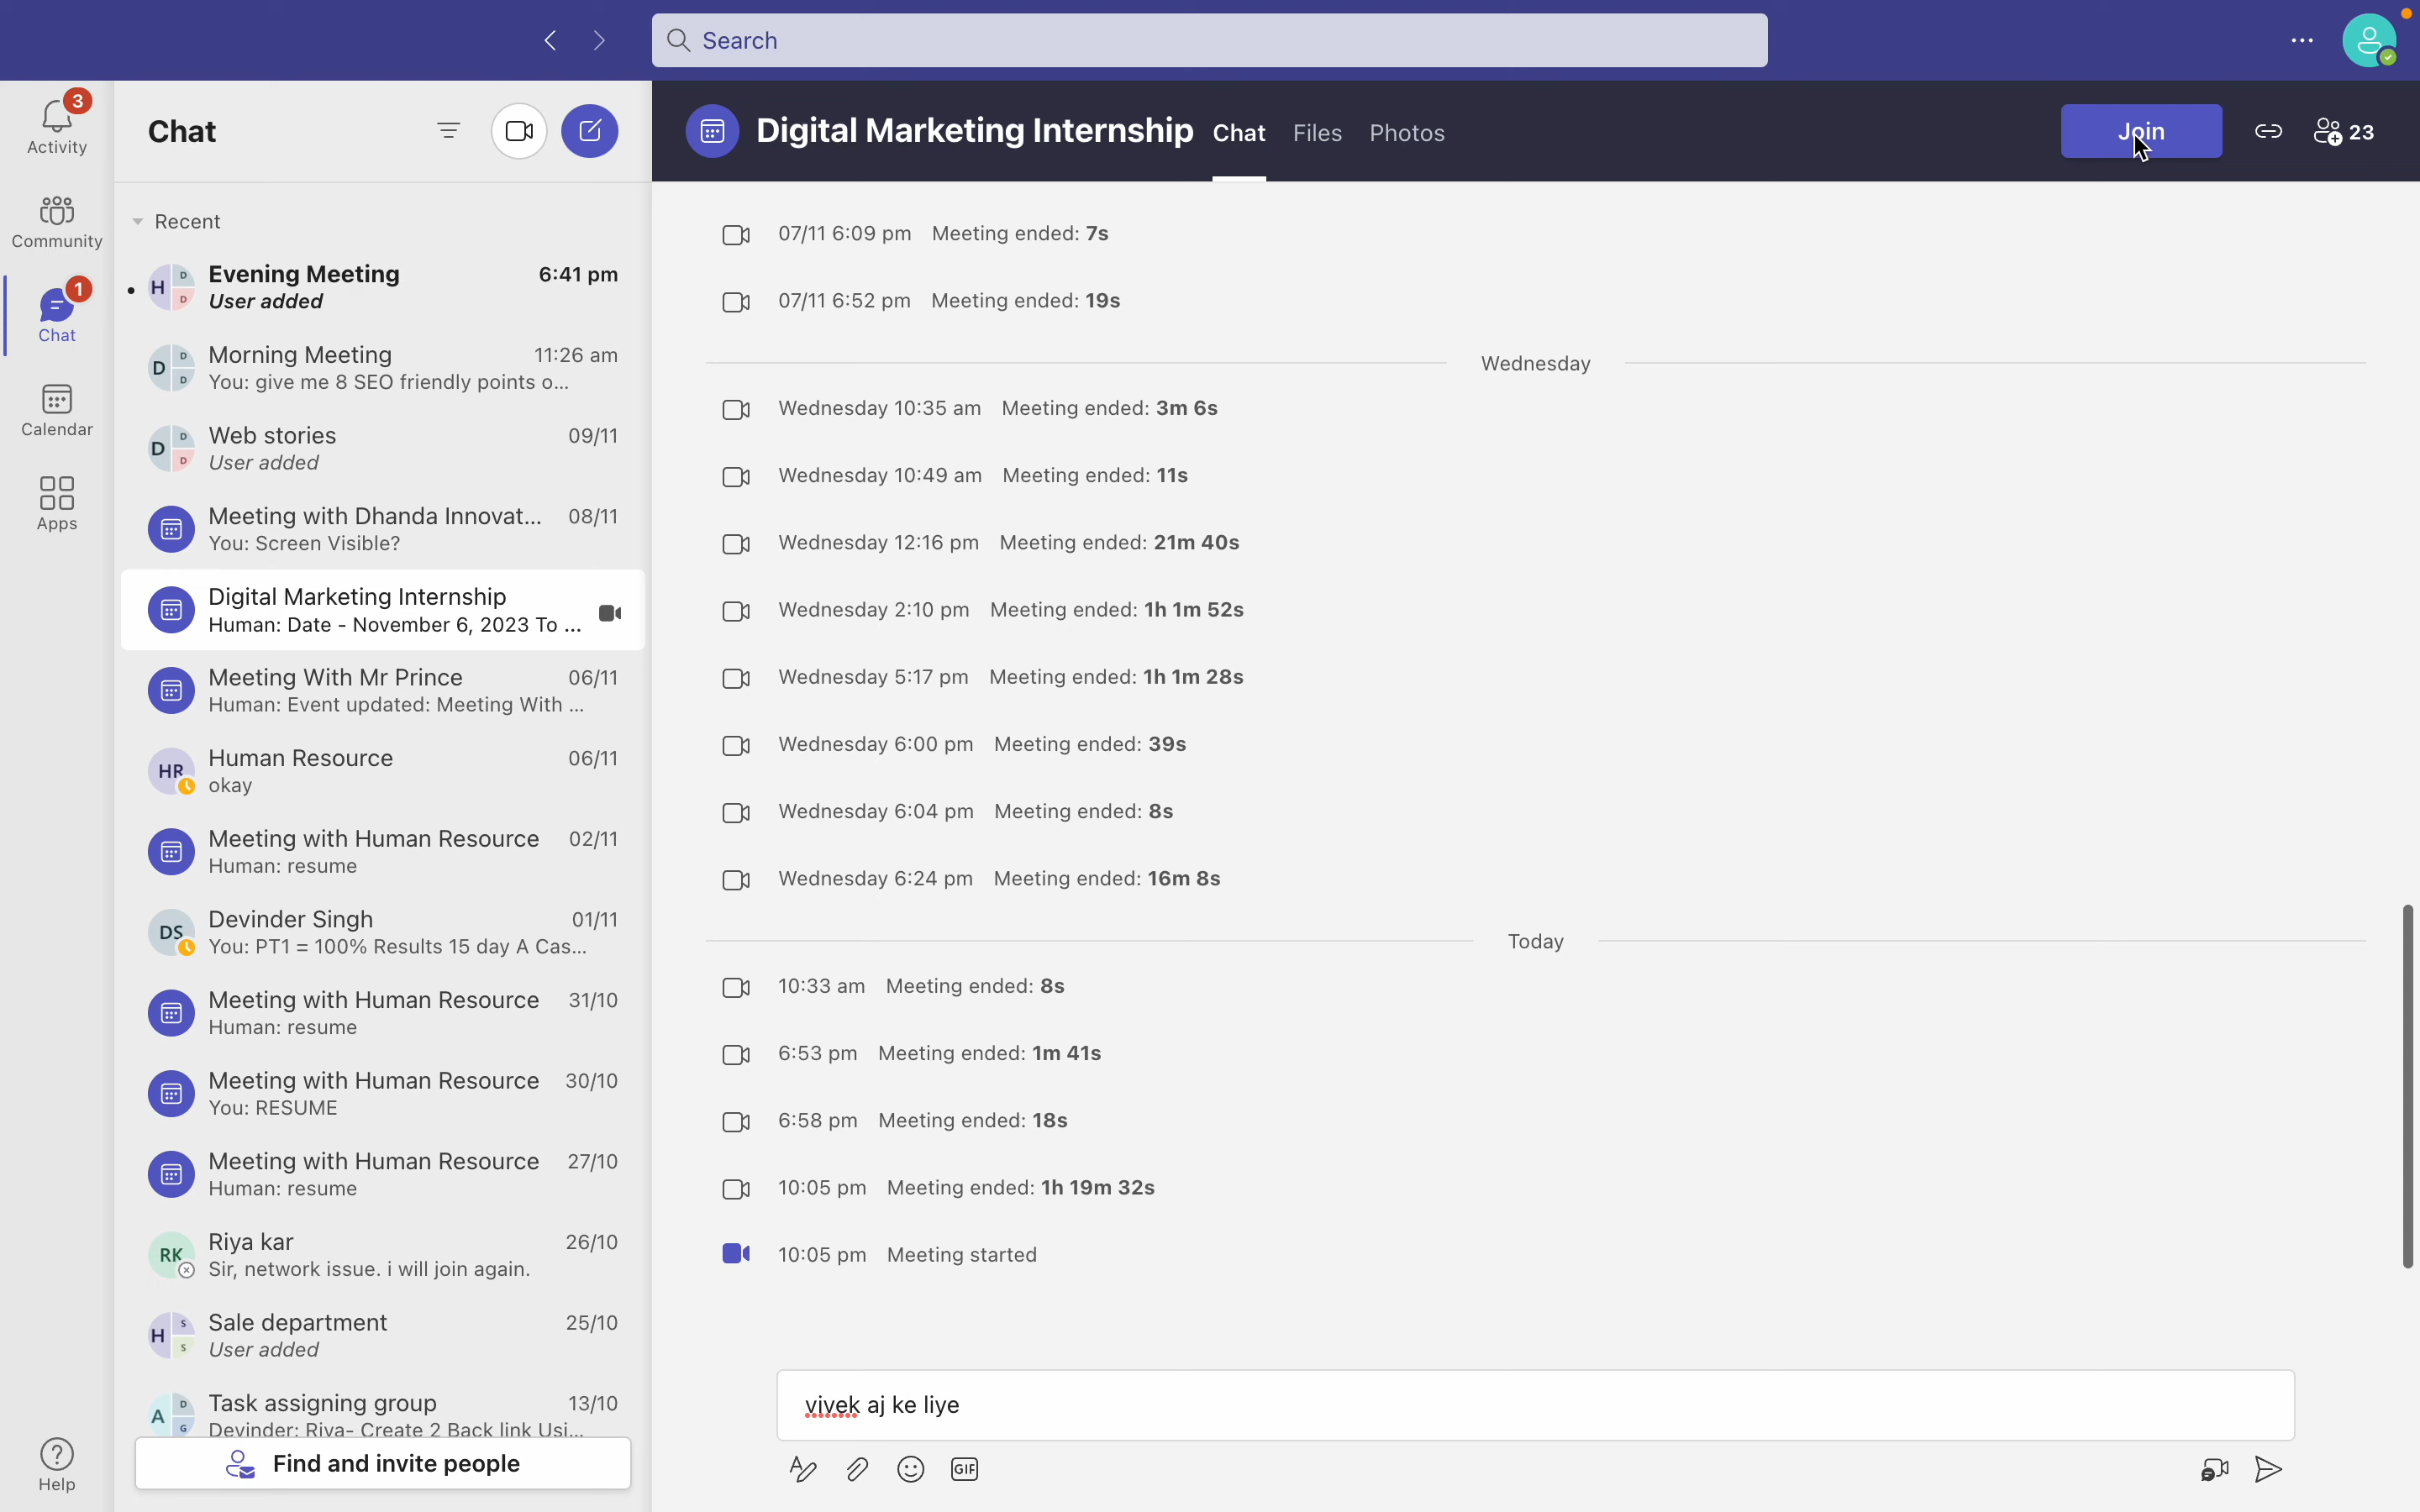 Search
3
Activity
Community
1
Chat
Calendar
Apps
Help
Chat
Recent
H D D
Evening Meeting 6:41 pm
User added
D D D
Morning Meeting 11:26 am
You: give me 8 SEO friendly points o...
D D D
Web stories 09/11
User added
Meeting with Dhanda Innovat... 08/11
You: Screen Visible?
Digital Marketing Internship
Human: Date - November 6, 2023 To ...
Meeting With Mr Prince 06/11
Human: Event updated: Meeting With ...
HR
Human Resource 06/11
okay
Meeting with Human Resource 02/11
Human: resume
DS
Devinder Singh 01/11
You: PT1 = 100% Results 15 day A Cas...
Meeting with Human Resource 31/10
Human: resume
Meeting with Human Resource 30/10
You: RESUME
Meeting with Human Resource 27/10
Human: resume
RK
Riya kar 26/10
Sir, network issue. i will join again.
H S S
Sale department 25/10
User added
A D G
Task assigning group 13/10
Devinder: Riya- Create 2 Back link Usi...
Find and invite people
Digital Marketing Internship Chat Files Photos Join 23
07/11 6:09 pm Meeting ended: 7s
07/11 6:52 pm Meeting ended: 19s
Wednesday
Wednesday 10:35 am Meeting ended: 3m 6s
Wednesday 10:49 am Meeting ended: 11s
Wednesday 12:16 pm Meeting ended: 21m 40s
Wednesday 2:10 pm Meeting ended: 1h 1m 52s
Wednesday 5:17 pm Meeting ended: 1h 1m 28s
Wednesday 6:00 pm Meeting ended: 39s
Wednesday 6:04 pm Meeting ended: 8s
Wednesday 6:24 pm Meeting ended: 16m 8s
Today
10:33 am Meeting ended: 8s
6:53 pm Meeting ended: 1m 41s
6:58 pm Meeting ended: 18s
10:05 pm Meeting ended: 1h 19m 32s
10:05 pm Meeting started
vivek aj ke liye
GIF